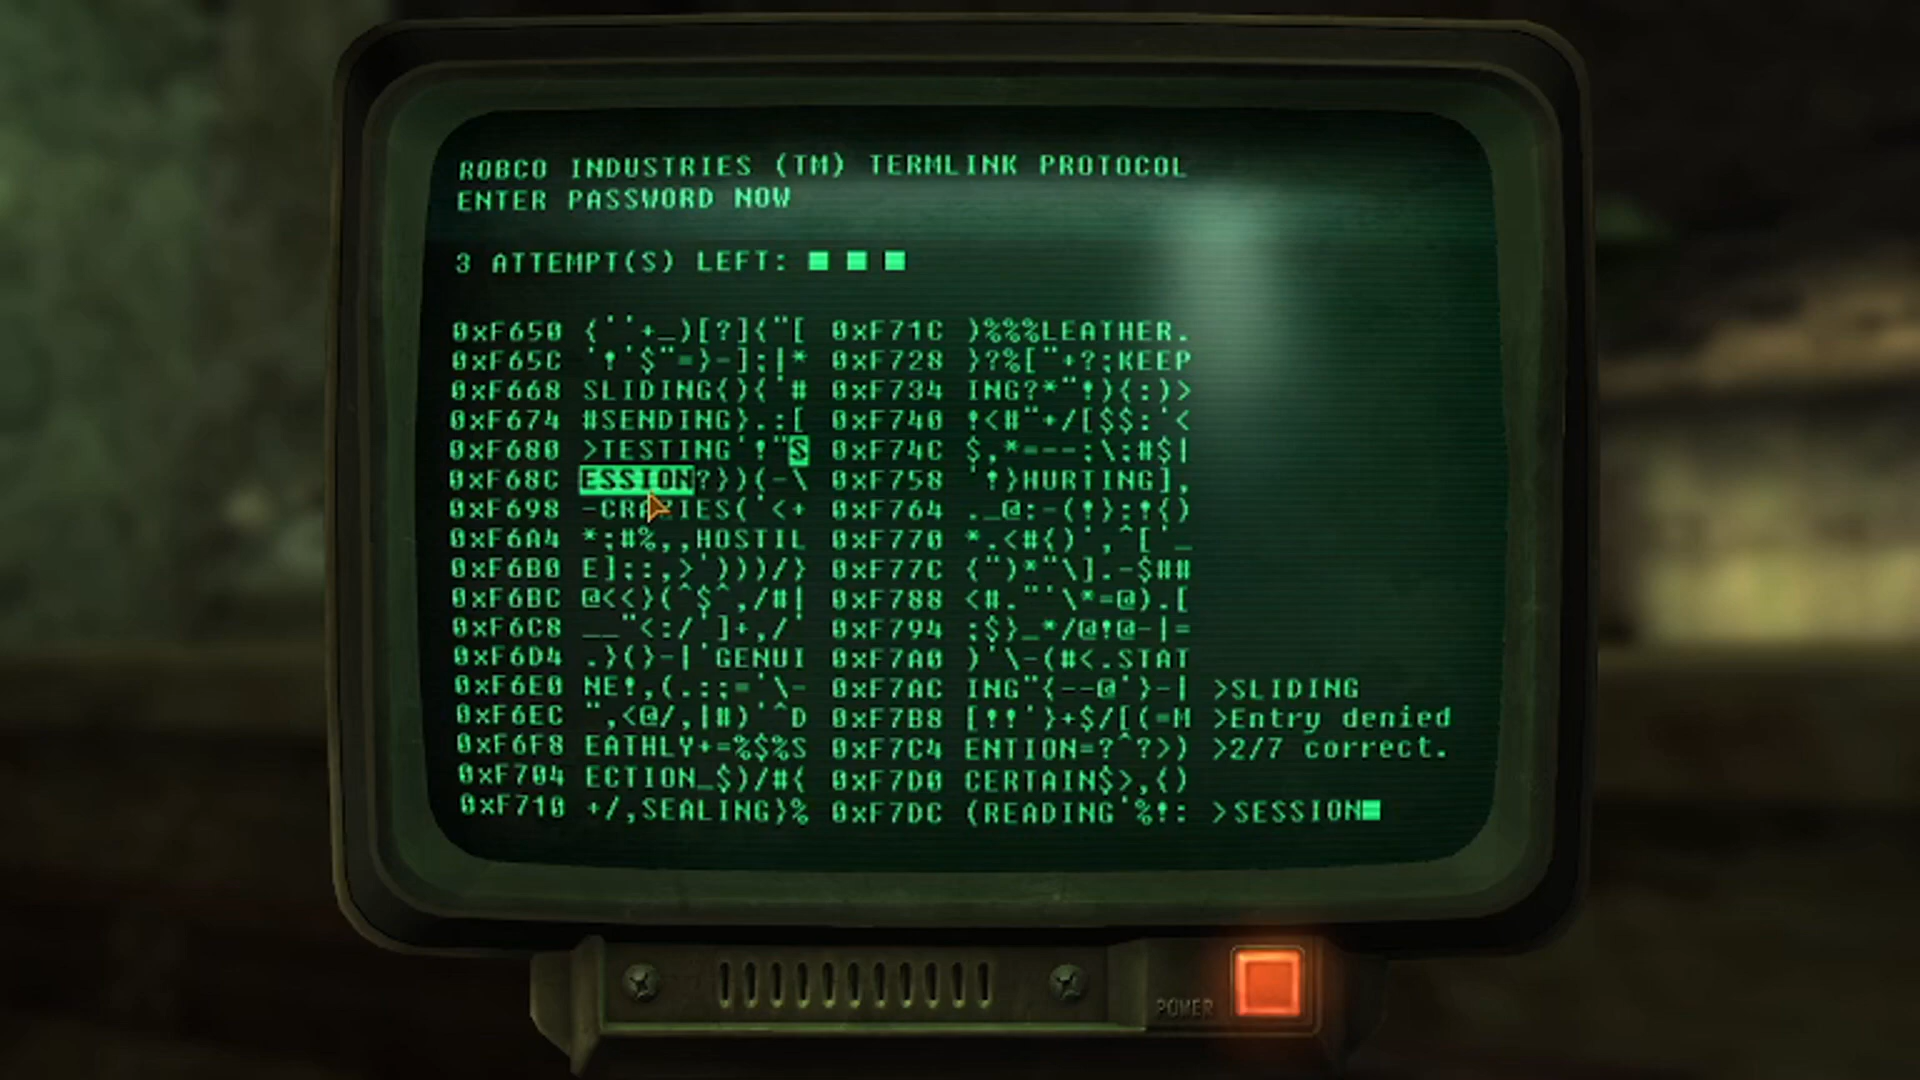 ROBCO INDUSTRIES (TM) TERMLINK PROTOCOL
ENTER PASSWORD NOW
3 ATTEMPT(S) LEFT: ■ ■ ■
0xF650 {''+_)[?]{"[ 0xF71C )%%%LEATHER.
0xF65C '!'$"=}-];|* 0xF728 }?%["+?;KEEP
0xF668 SLIDING{){'# 0xF734 ING?*"!){:)>
0xF674 #SENDING}.:[ 0xF740 !<#"+/[$$:'<
0xF680 >TESTING'!"S 0xF74C $,*=--:\;#$|
0xF68C ESSION?})(-\ 0xF758 '!}HURTING],
0xF698 -CRAZIES('<+ 0xF764 ._@:-(!}:!{)
0xF6A4 *;#%,,HOSTIL 0xF770 *.<#{)',^['_
0xF6B0 E];:,>')))/} 0xF77C {")*"\].-$##
0xF6BC @<<}(^$^,/#| 0xF788 <#."'\*=@).[
0xF6C8 __"<:/']+,/' 0xF794 ;$}_*/@!@-|=
0xF6D4 .}()-|'GENUI 0xF7A0 )'\-(#<.STAT
0xF6E0 NE!,(.:;='\- 0xF7AC ING"{--@'}-| >SLIDING
0xF6EC ",<@/,|#)'^D 0xF7B8 [!!'}+$/[(=M >Entry denied
0xF6F8 EATHLY+=%$%S 0xF7C4 ENTION=?^?>) >2/7 correct.
0xF704 ECTION_$)/#{ 0xF7D0 CERTAIN$>,{)
0xF710 +/,SEALING}% 0xF7DC (READING'%!: >SESSION■
POWER